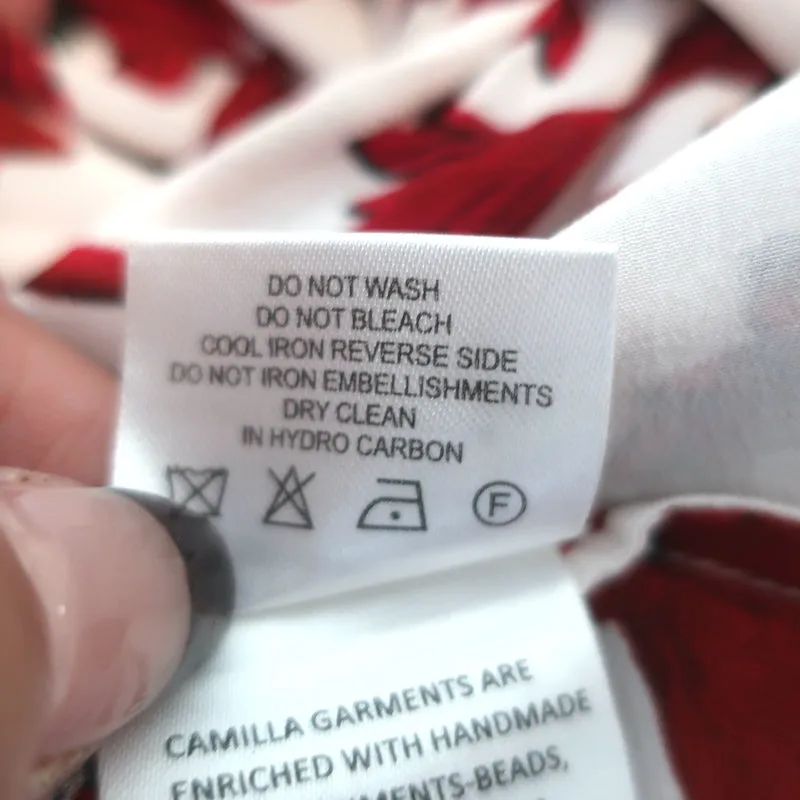 DO NOT WASH
DO NOT BLEACH
COOL IRON REVERSE SIDE
DO NOT IRON EMBELLISHMENTS
DRY CLEAN
IN HYDRO CARBON
F
CAMILLA GARMENTS ARE
ENRICHED WITH HANDMADE
BEADS,